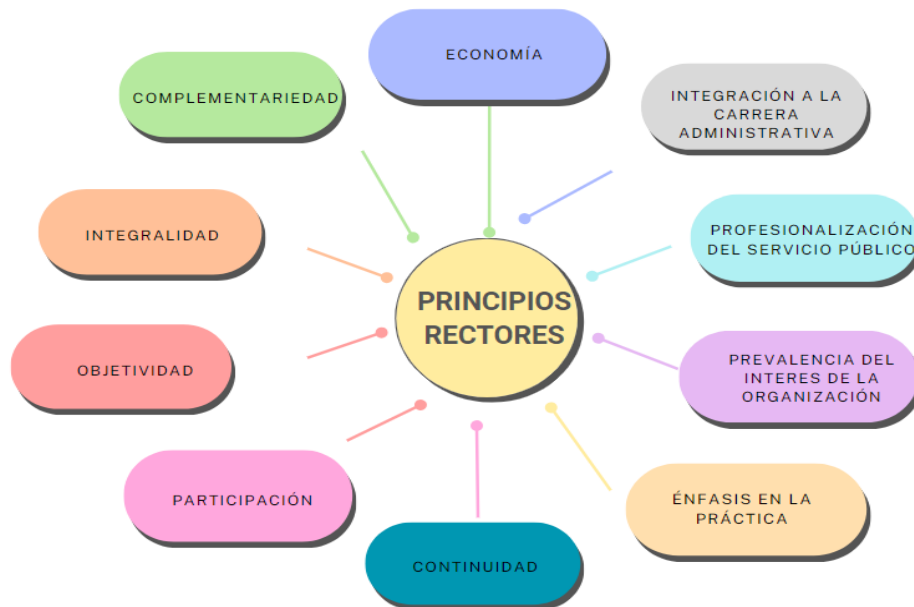 ECONOMÍA
COMPLEMENTARIEDAD
INTEGRACIÓN A LA
CARRERA
ADMINISTRATIVA
INTEGRALIDAD
PROFESIONALIZACIÓN
DEL SERVICIO PÚBLICO
PRINCIPIOS
RECTORES
OBJETIVIDAD
PREVALENCIA DEL
INTERES DE LA
ORGANIZACIÓN
PARTICIPACIÓN
ÉNFASIS EN LA
PRÁCTICA
CONTINUIDAD